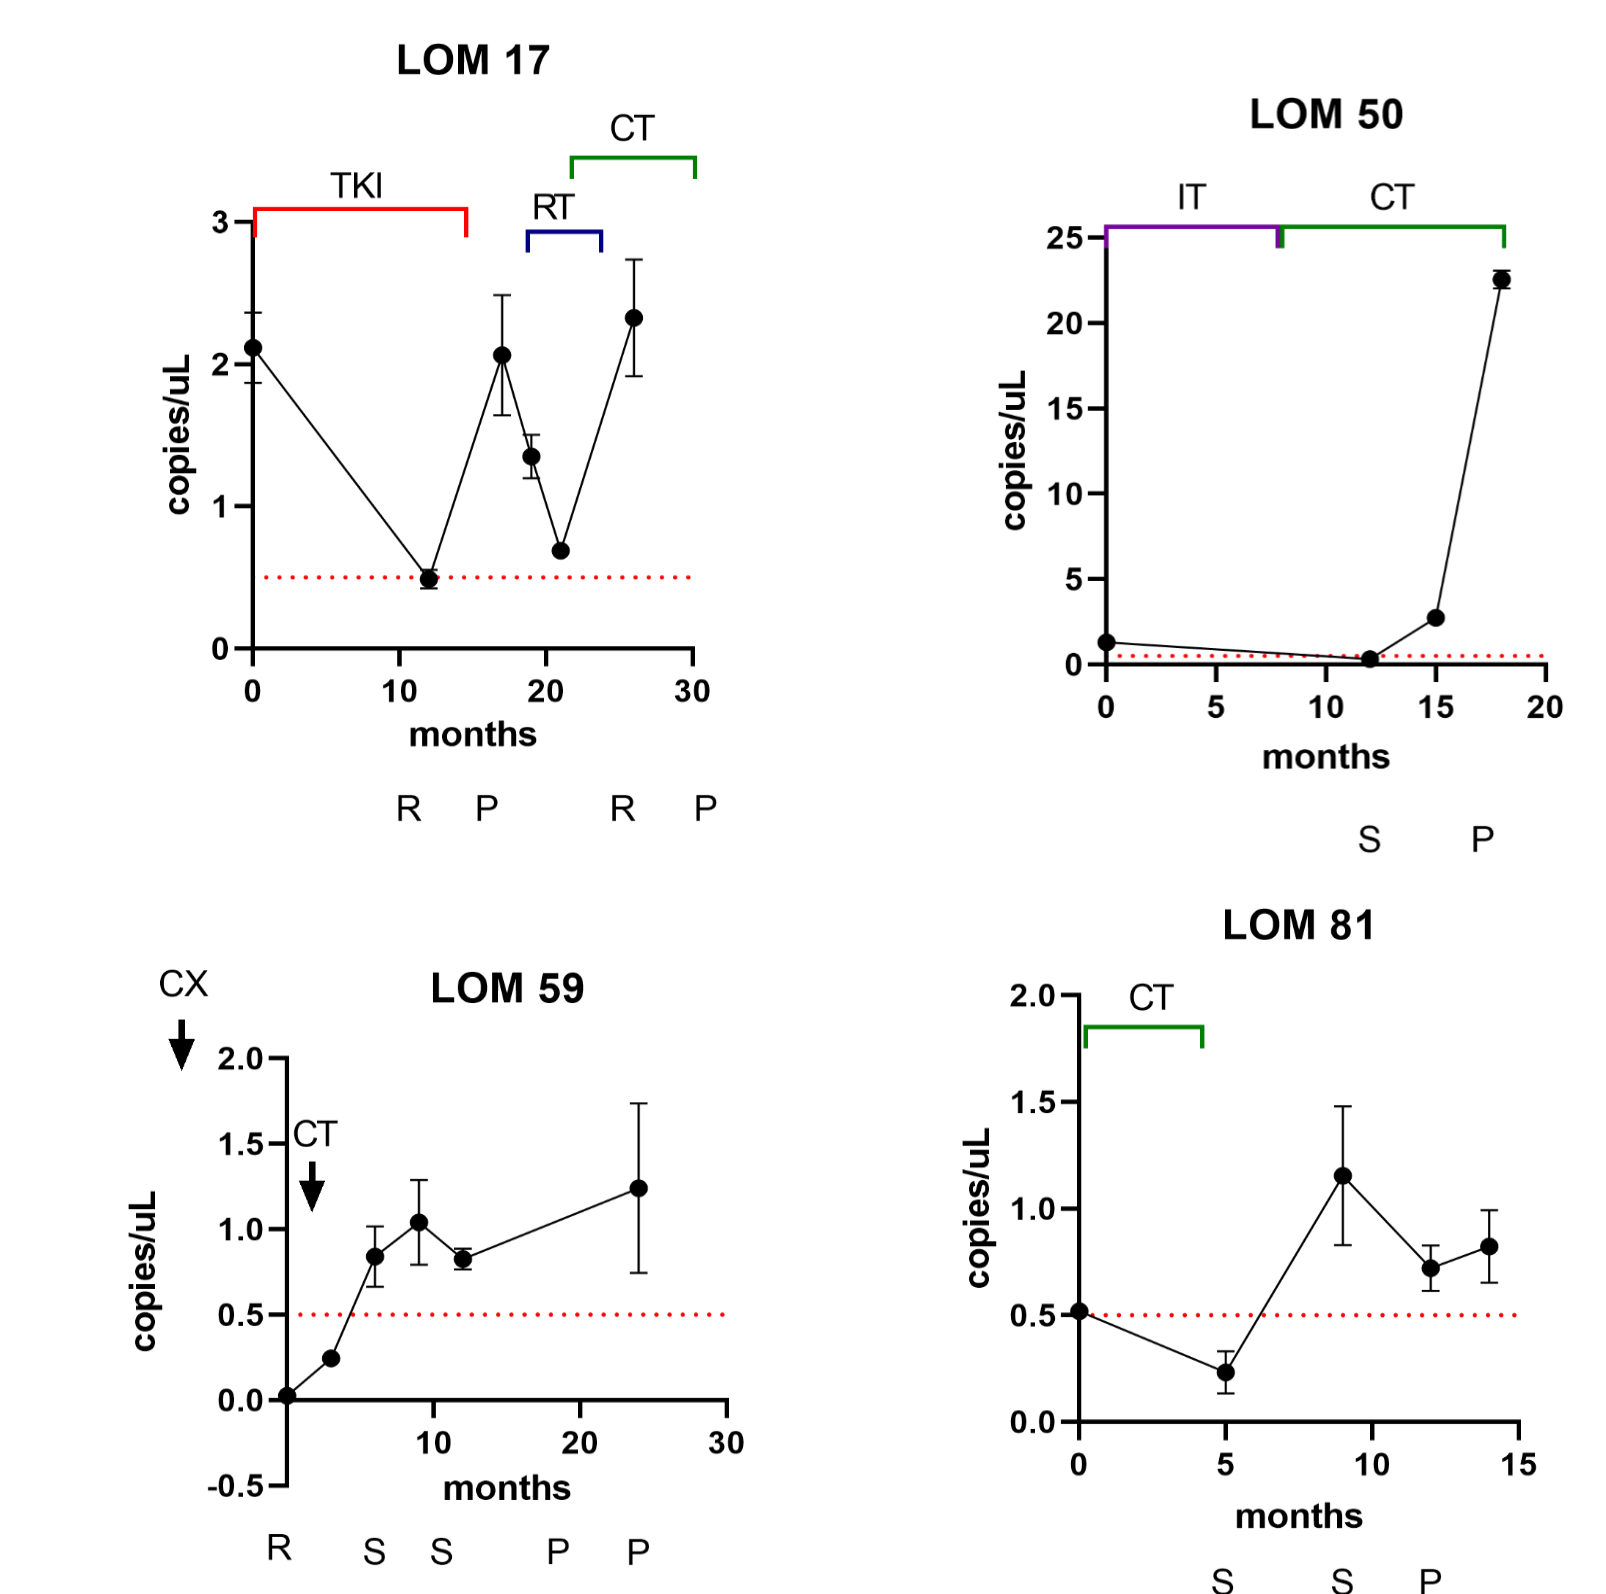 LOM 17
CT
TKI
RT
3
2
1
0
copies/uL
0 10 20 30
months
R P R P
LOM 50
IT CT
25
20
15
10
5
0
copies/uL
0 5 10 15 20
months
S P
CX
LOM 59
CT
2.0
1.5
1.0
0.5
0.0
-0.5
copies/uL
10 20 30
months
R S S P P
LOM 81
CT
2.0
1.5
1.0
0.5
0.0
copies/uL
0 5 10 15
months
S S P